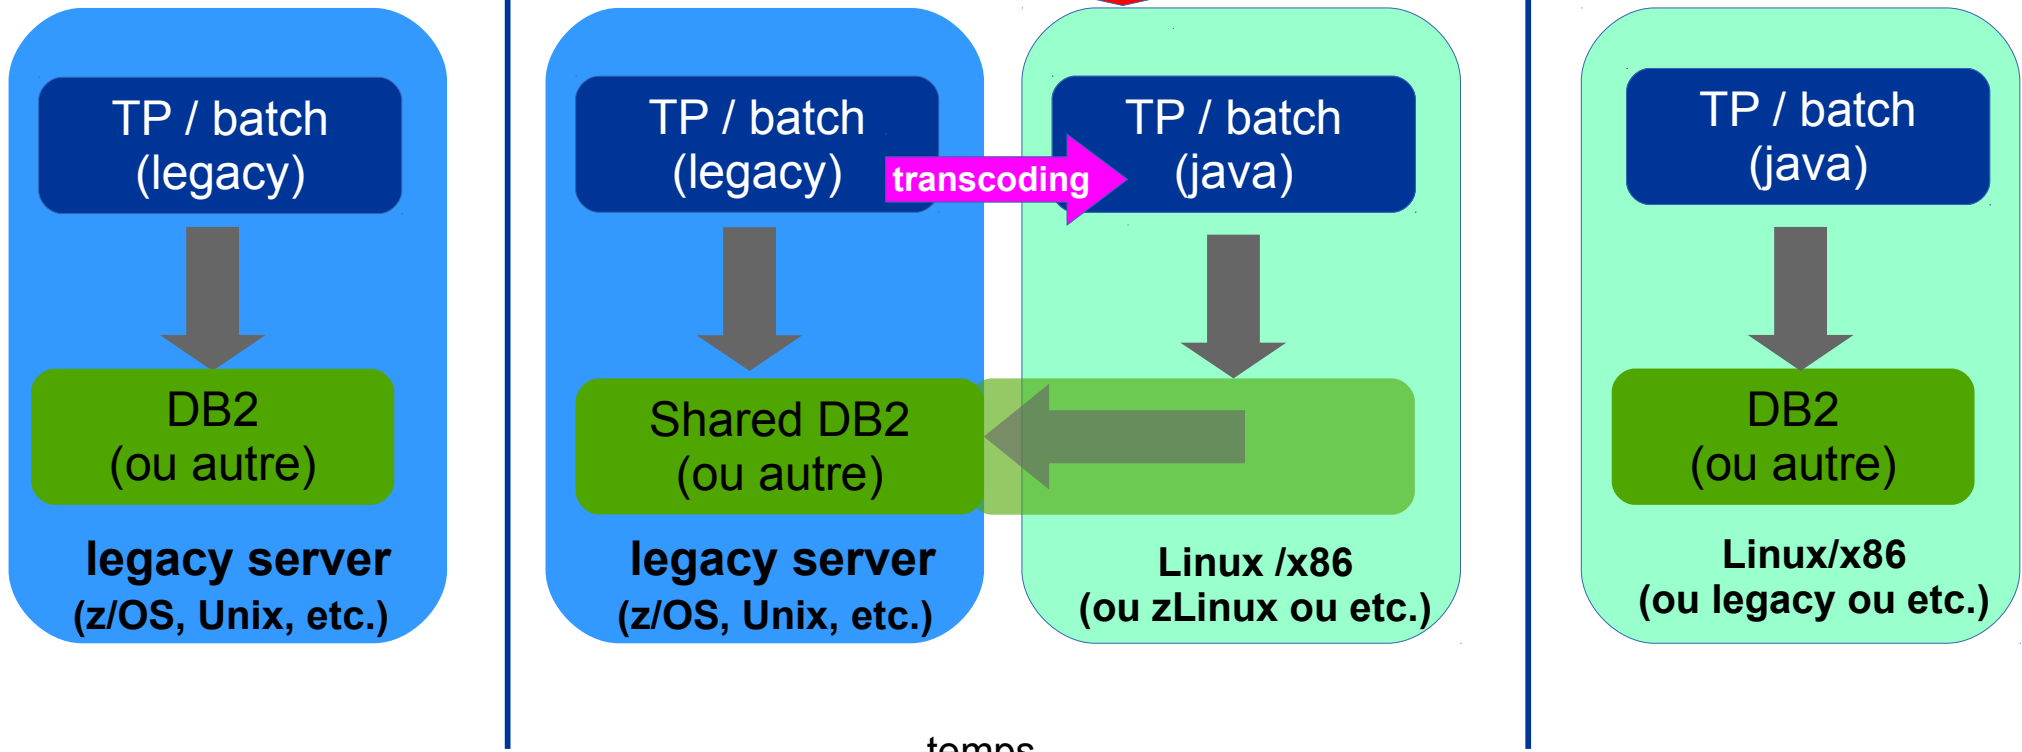 TP / batch
(legacy)
DB2
(ou autre)
legacy server
(z/OS, Unix, etc.)
TP / batch
(legacy)
transcoding
TP / batch
(java)
Shared DB2
(ou autre)
legacy server
(z/OS, Unix, etc.)
Linux /x86
(ou zLinux ou etc.)
TP / batch
(java)
DB2
(ou autre)
Linux/x86
(ou legacy ou etc.)
temps